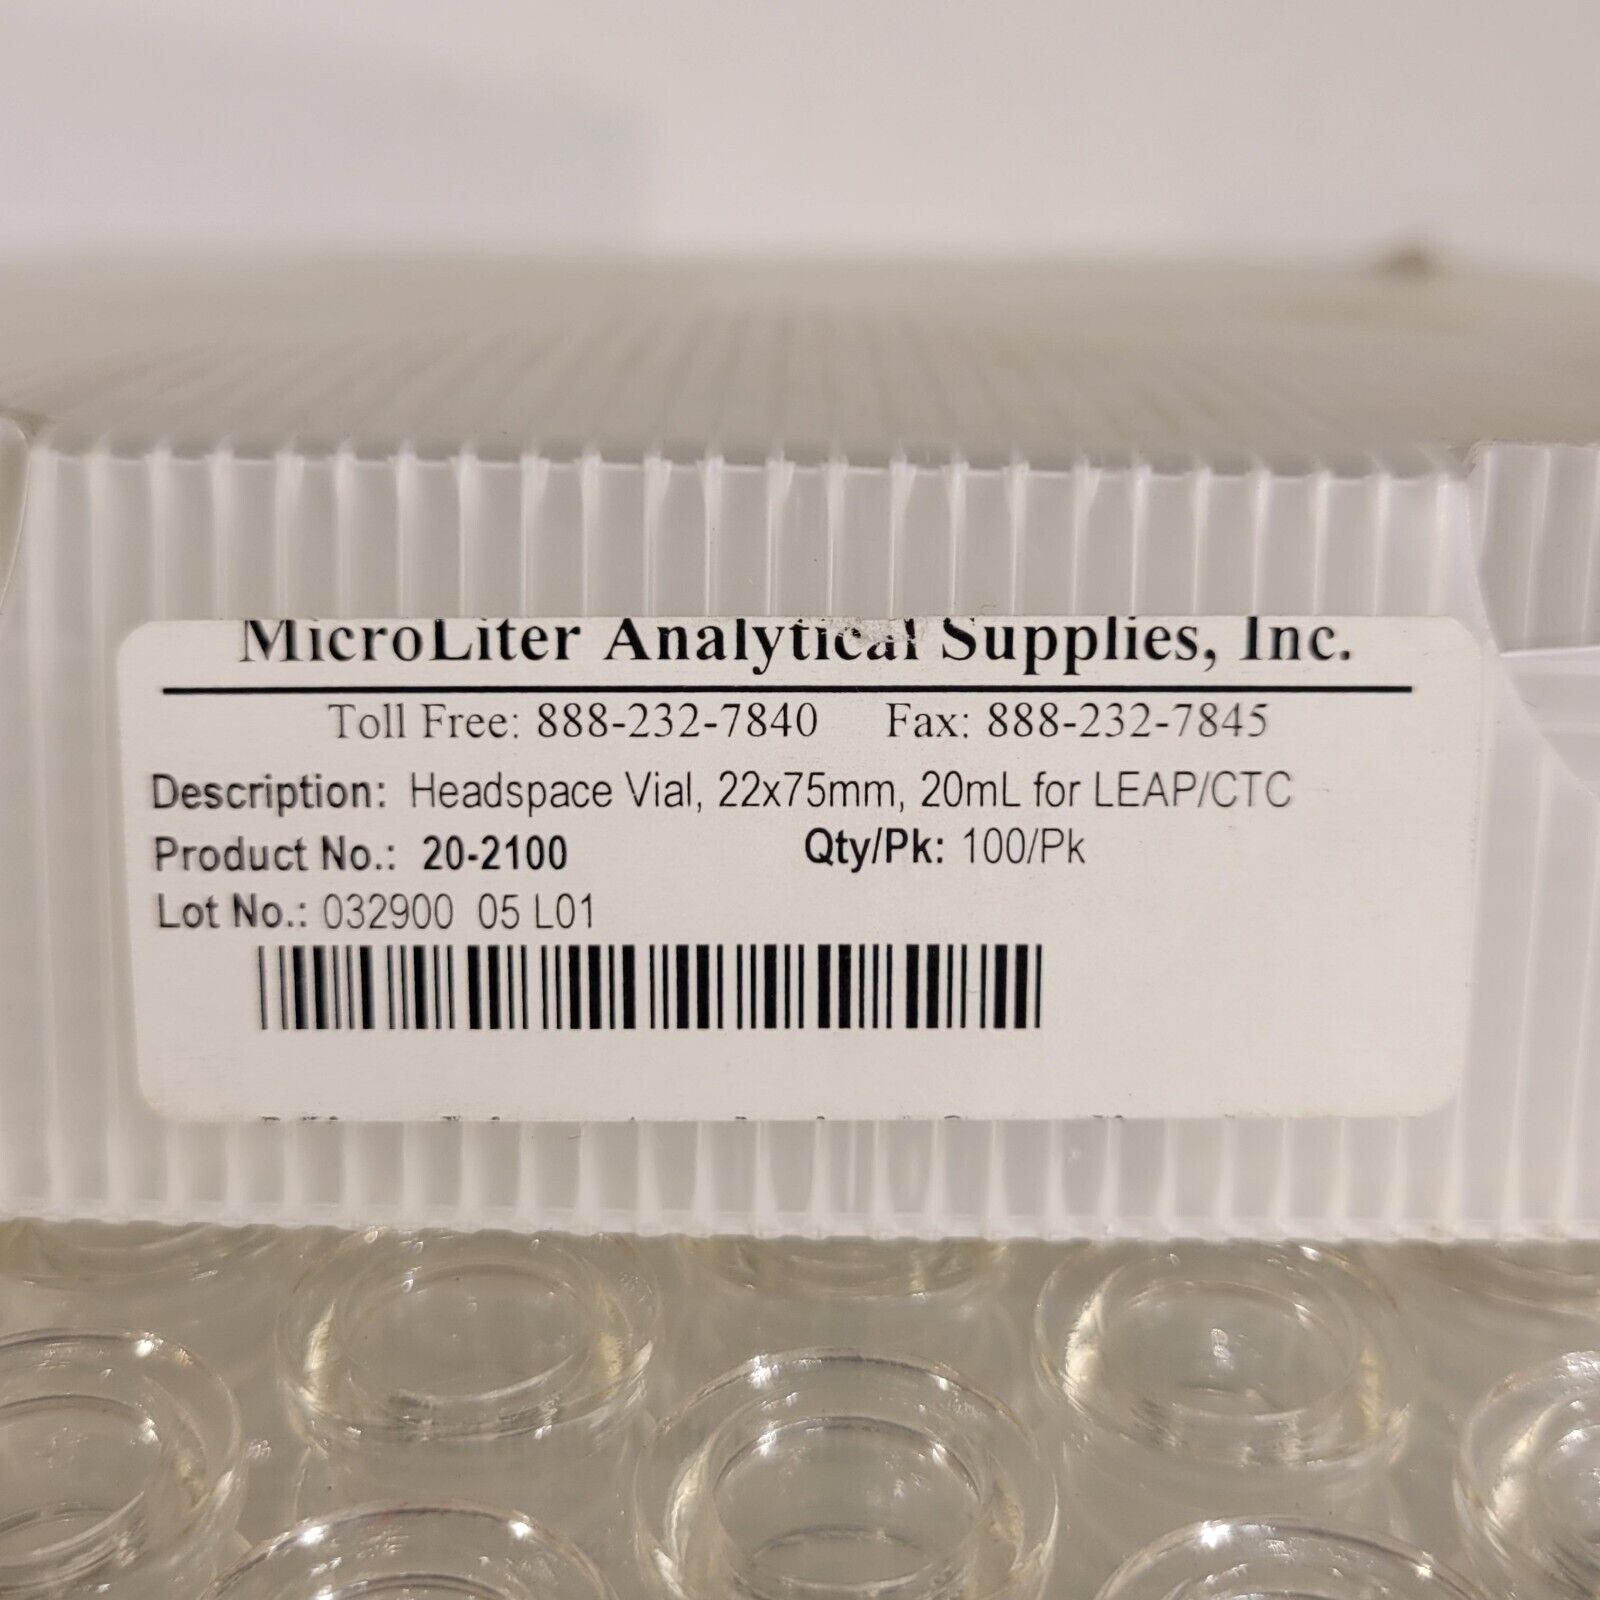 MicroLiter Analytical Supplies, Inc.
Toll Free: 888-232-7840 Fax: 888-232-7845
Description: Headspace Vial, 22x75mm, 20mL for LEAP/CTC
Product No.: 20-2100 Qty/Pk: 100/Pk
Lot No.: 032900 05 L01